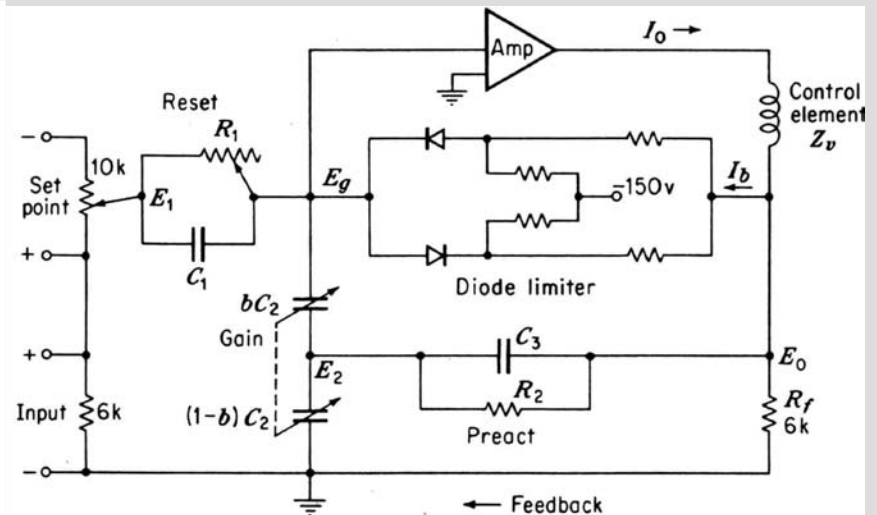 Amp
I₀ →
Control
element
Zᵥ
Reset
R₁
−
10k
Set
point
E₁
E_g
−150v
I_b
+
C₁
Diode limiter
bC₂
Gain
C₃
+
E₂
E₀
Input
6k
(1-b) C₂
R₂
R_f
6k
Preact
−
← Feedback